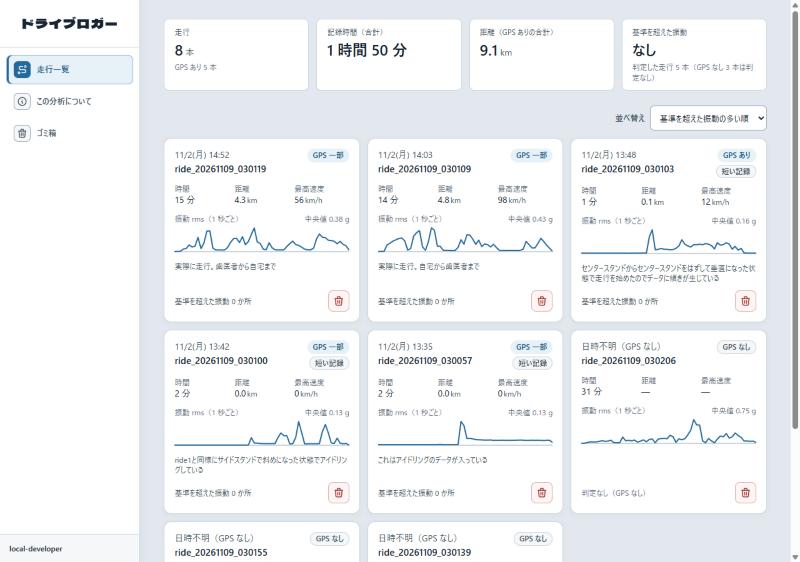 ドライブロガー
走行一覧
この分析について
ゴミ箱
local-developer
走行
8 本
GPS あり 5 本
記録時間（合計）
1 時間 50 分
距離（GPS ありの合計）
9.1 km
基準を超えた振動
なし
判定した走行 5 本（GPS なし 3 本は判
定なし）
並べ替え
基準を超えた振動の多い順
11/2(月) 14:52
GPS 一部
ride_20261109_030119
時間 距離 最高速度
15 分 4.3 km 56 km/h
振動 rms（1 秒ごと） 中央値 0.38 g
実際に走行。歯医者から自宅まで
基準を超えた振動 0 か所
11/2(月) 14:03
GPS 一部
ride_20261109_030109
時間 距離 最高速度
14 分 4.8 km 98 km/h
振動 rms（1 秒ごと） 中央値 0.43 g
実際に走行。自宅から歯医者まで
基準を超えた振動 0 か所
11/2(月) 13:48
GPS あり
ride_20261109_030103
短い記録
時間 距離 最高速度
1 分 0.1 km 12 km/h
振動 rms（1 秒ごと） 中央値 0.16 g
センタースタンドからセンタースタンドをはずして垂直になった状
態で走行を始めたのでデータに傾きが生じている
基準を超えた振動 0 か所
11/2(月) 13:42
GPS 一部
ride_20261109_030100
短い記録
時間 距離 最高速度
2 分 0.0 km 0 km/h
振動 rms（1 秒ごと） 中央値 0.13 g
ride1と同様にサイドスタンドで斜めになった状態でアイドリン
グしている
基準を超えた振動 0 か所
11/2(月) 13:35
GPS 一部
ride_20261109_030057
短い記録
時間 距離 最高速度
2 分 0.0 km 0 km/h
振動 rms（1 秒ごと） 中央値 0.13 g
これはアイドリングのデータが入っている
基準を超えた振動 0 か所
日時不明（GPS なし）
GPS なし
ride_20261109_030206
時間 距離 最高速度
31 分 — —
振動 rms（1 秒ごと） 中央値 0.75 g
判定なし（GPS なし）
日時不明（GPS なし）
GPS なし
ride_20261109_030155
日時不明（GPS なし）
GPS なし
ride_20261109_030139